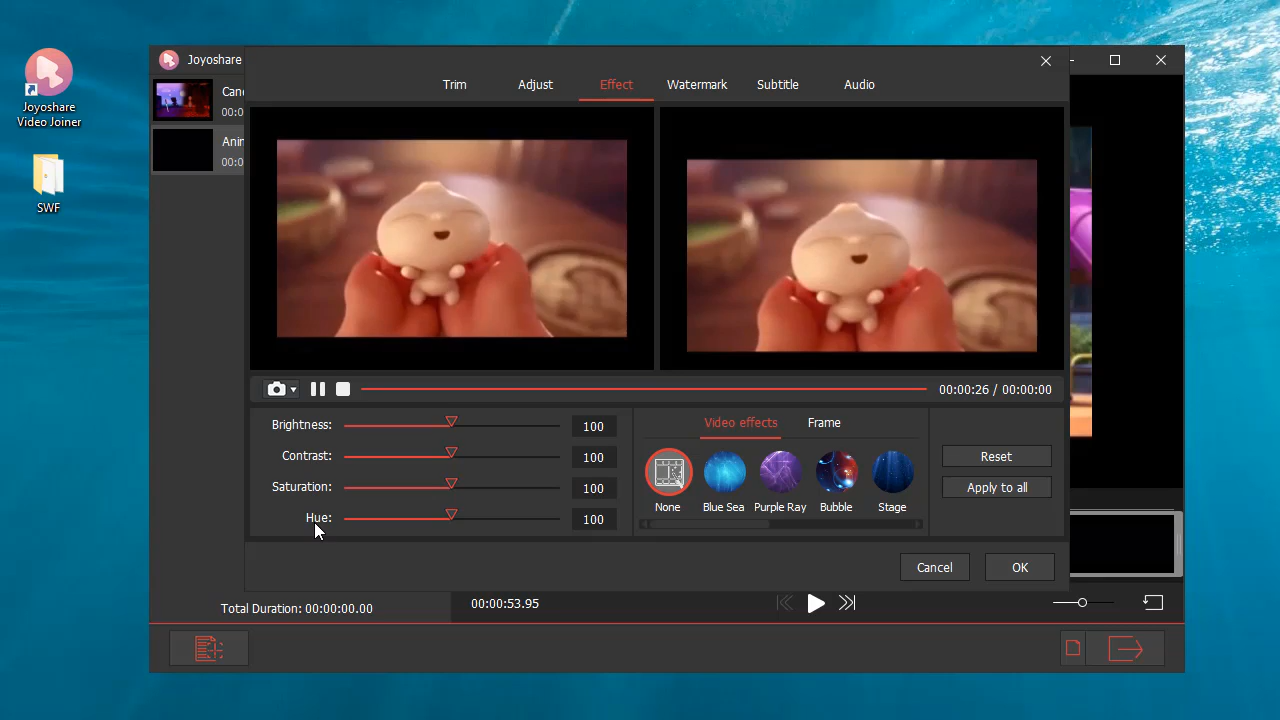 Joyoshare
Video Joiner
SWF
Joyoshare
Trim Adjust Effect Watermark Subtitle Audio
00:00:26 / 00:00:00
Brightness: 100
Contrast: 100
Saturation: 100
Hue: 100
Video effects Frame
None Blue Sea Purple Ray Bubble Stage
Reset
Apply to all
Cancel OK
Total Duration: 00:00:00.00
00:00:53.95